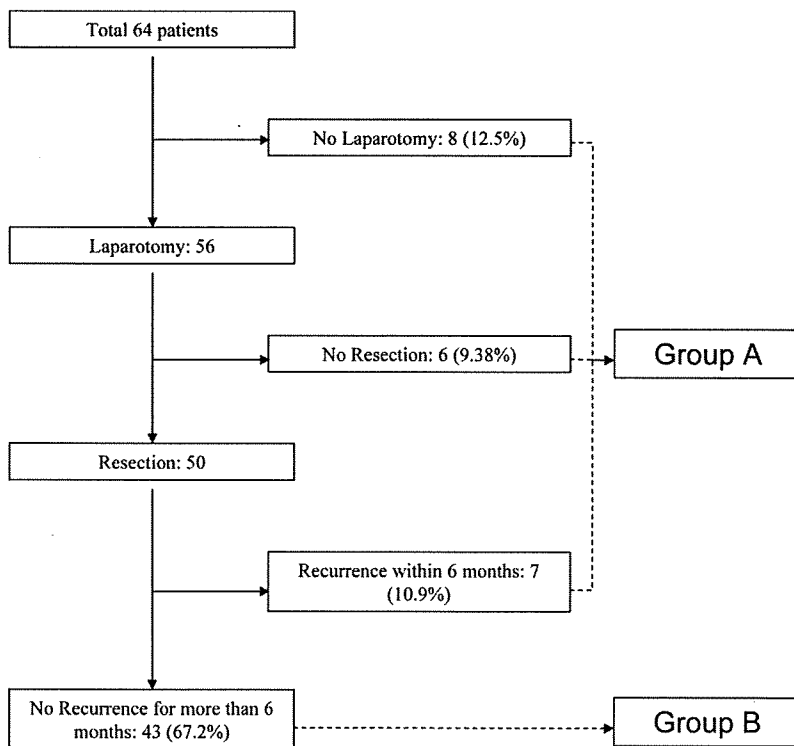 Total 64 patients
No Laparotomy: 8 (12.5%)
Laparotomy: 56
No Resection: 6 (9.38%)
Group A
Resection: 50
Recurrence within 6 months: 7
(10.9%)
No Recurrence for more than 6
months: 43 (67.2%)
Group B